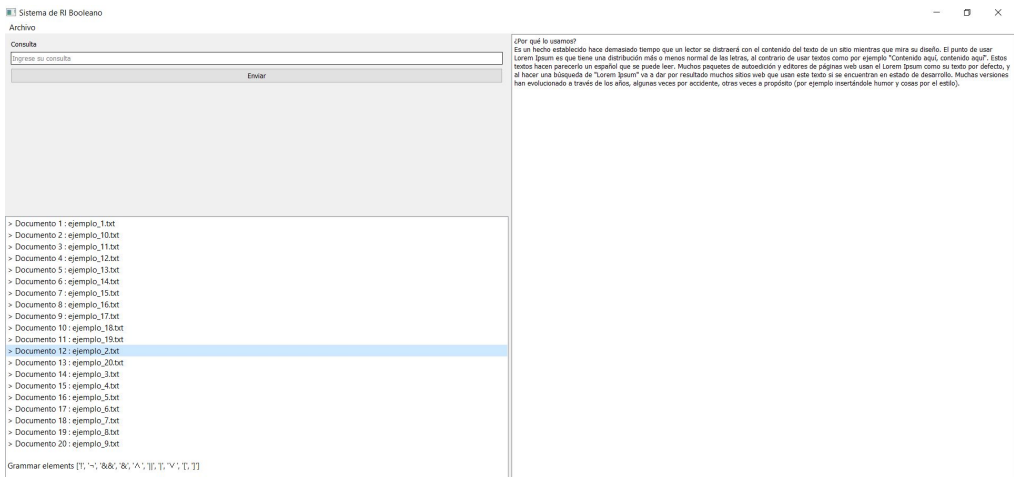 Sistema de RI Booleano
Archivo
Consulta
Ingrese su consulta
Enviar
> Documento 1 : ejemplo_1.txt
> Documento 2 : ejemplo_10.txt
> Documento 3 : ejemplo_11.txt
> Documento 4 : ejemplo_12.txt
> Documento 5 : ejemplo_13.txt
> Documento 6 : ejemplo_14.txt
> Documento 7 : ejemplo_15.txt
> Documento 8 : ejemplo_16.txt
> Documento 9 : ejemplo_17.txt
> Documento 10 : ejemplo_18.txt
> Documento 11 : ejemplo_19.txt
> Documento 12 : ejemplo_2.txt
> Documento 13 : ejemplo_20.txt
> Documento 14 : ejemplo_3.txt
> Documento 15 : ejemplo_4.txt
> Documento 16 : ejemplo_5.txt
> Documento 17 : ejemplo_6.txt
> Documento 18 : ejemplo_7.txt
> Documento 19 : ejemplo_8.txt
> Documento 20 : ejemplo_9.txt
Grammar elements ['!', '¬', '&&', '&', '∧', '||', '|', '∨', '[', ']']
¿Por qué lo usamos?
Es un hecho establecido hace demasiado tiempo que un lector se distraerá con el contenido del texto de un sitio mientras que mira su diseño. El punto de usar
Lorem Ipsum es que tiene una distribución más o menos normal de las letras, al contrario de usar textos como por ejemplo "Contenido aquí, contenido aquí". Estos
textos hacen parecerlo un español que se puede leer. Muchos paquetes de autoedición y editores de páginas web usan el Lorem Ipsum como su texto por defecto, y
al hacer una búsqueda de "Lorem Ipsum" va a dar por resultado muchos sitios web que usan este texto si se encuentran en estado de desarrollo. Muchas versiones
han evolucionado a través de los años, algunas veces por accidente, otras veces a propósito (por ejemplo insertándole humor y cosas por el estilo).